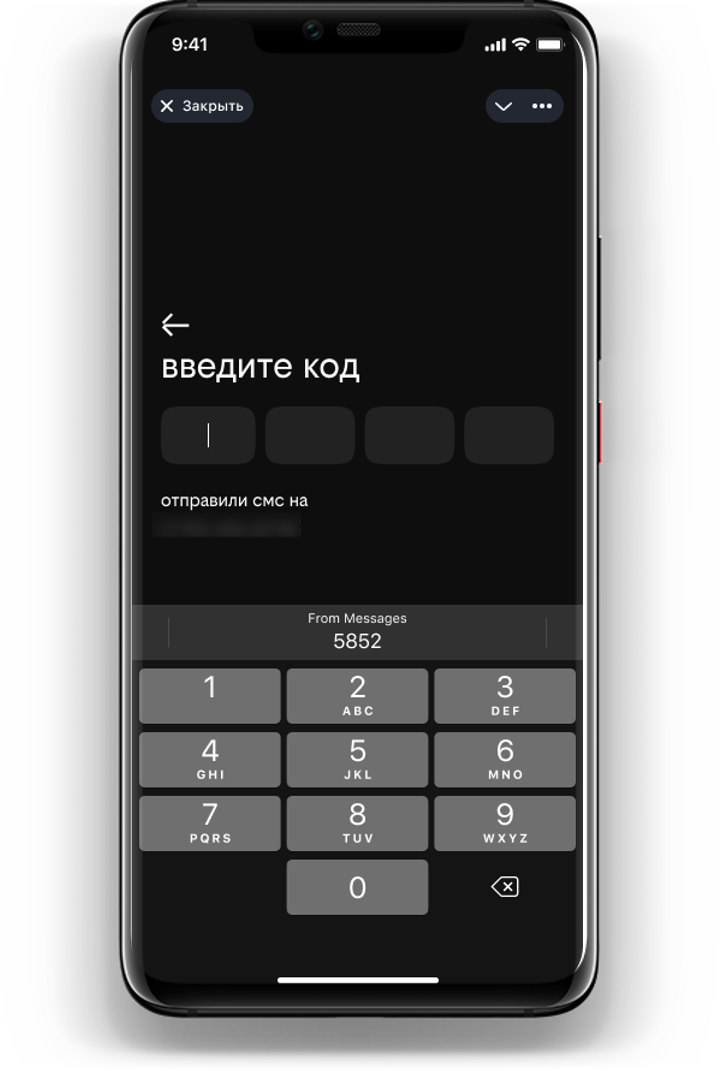 9:41
Закрыть
введите код
отправили смс на
From Messages
5852
1
2
ABC
3
DEF
4
GHI
5
JKL
6
MNO
7
PQRS
8
TUV
9
WXYZ
0